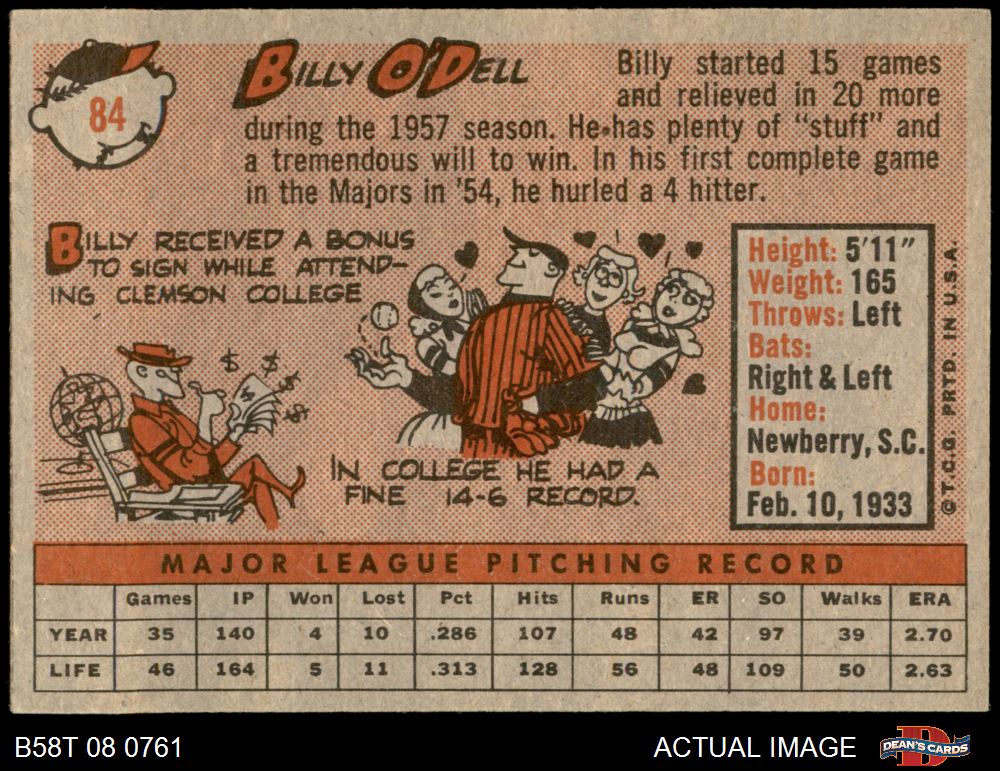 84
BILLY O'DELL
Billy started 15 games
and relieved in 20 more
during the 1957 season. He has plenty of "stuff" and
a tremendous will to win. In his first complete game
in the Majors in '54, he hurled a 4 hitter.
BILLY RECEIVED A BONUS
TO SIGN WHILE ATTEND-
ING CLEMSON COLLEGE
$ $ $ $ $
IN COLLEGE HE HAD A
FINE 14-6 RECORD.
Height: 5'11"
Weight: 165
Throws: Left
Bats:
Right & Left
Home:
Newberry, S.C.
Born:
Feb. 10, 1933
© T.C.G. PRTD. IN U.S.A.
MAJOR LEAGUE PITCHING RECORD
Games IP Won Lost Pct Hits Runs ER SO Walks ERA
YEAR 35 140 4 10 .286 107 48 42 97 39 2.70
LIFE 46 164 5 11 .313 128 56 48 109 50 2.63
B58T 08 0761
ACTUAL IMAGE
D
DEAN'S CARDS